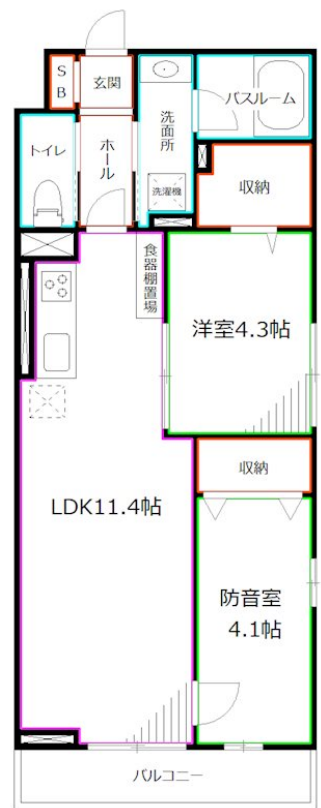 SB
玄関
洗面所
バスルーム
トイレ
ホール
洗濯機
収納
食器棚置場
洋室4.3帖
収納
LDK11.4帖
防音室
4.1帖
バルコニー